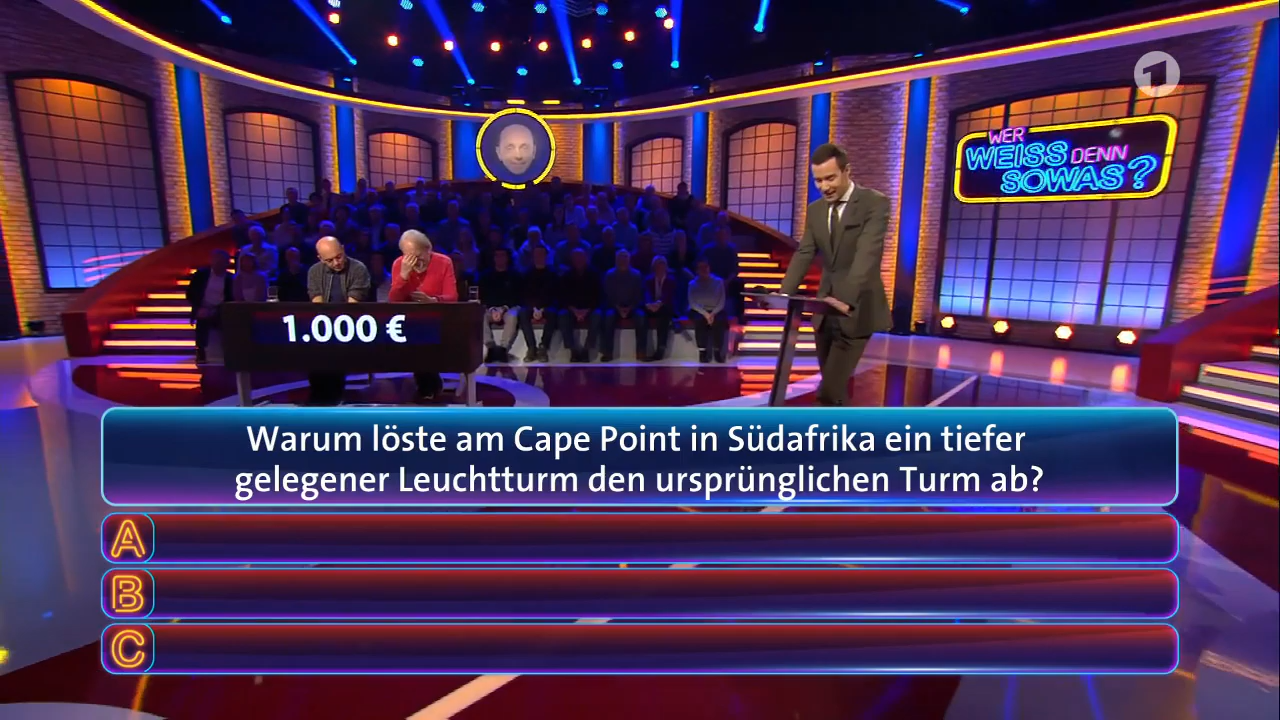 1
WER
WEISS DENN
SOWAS?
1.000 €
Warum löste am Cape Point in Südafrika ein tiefer
gelegener Leuchtturm den ursprünglichen Turm ab?
A
B
C